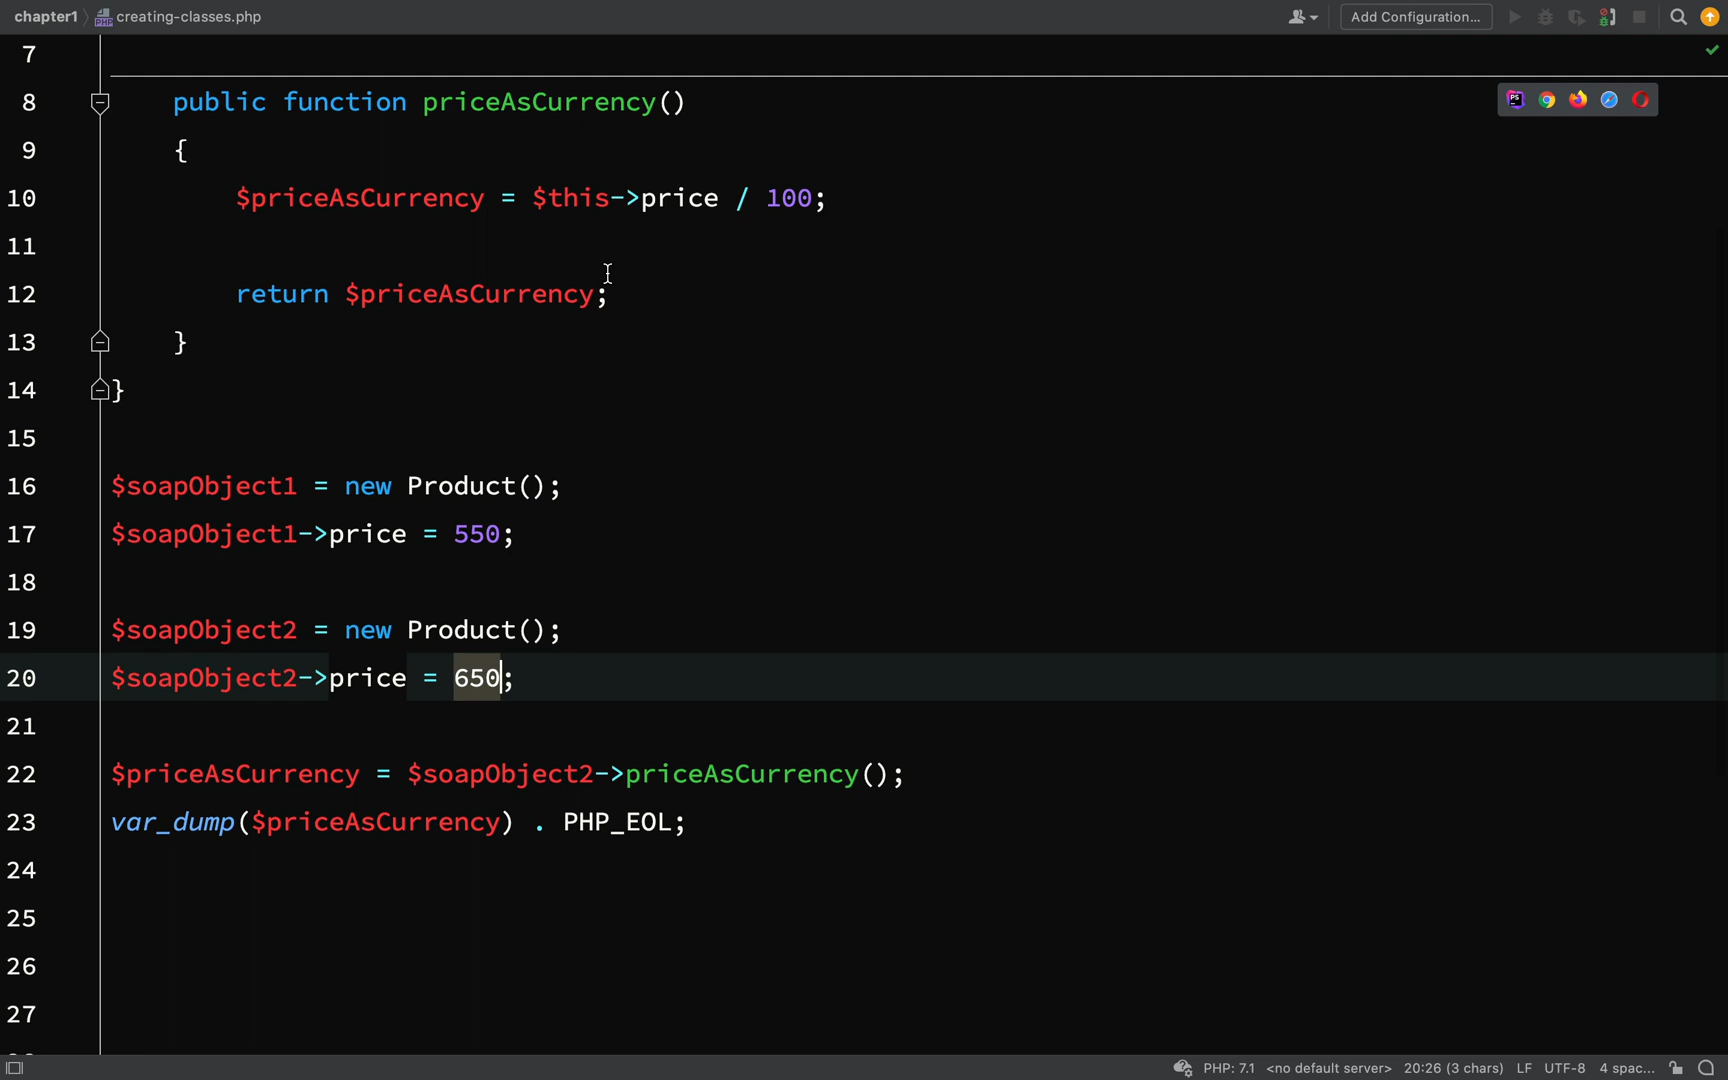 chapter1 creating-classes.php Add Configuration...
7
8 public function priceAsCurrency()
9 {
10 $priceAsCurrency = $this->price / 100;
11
12 return $priceAsCurrency;
13 }
14 }
15
16 $soapObject1 = new Product();
17 $soapObject1->price = 550;
18
19 $soapObject2 = new Product();
20 $soapObject2->price = 650;
21
22 $priceAsCurrency = $soapObject2->priceAsCurrency();
23 var_dump($priceAsCurrency) . PHP_EOL;
24
25
26
27
PHP: 7.1 <no default server> 20:26 (3 chars) LF UTF-8 4 spac...